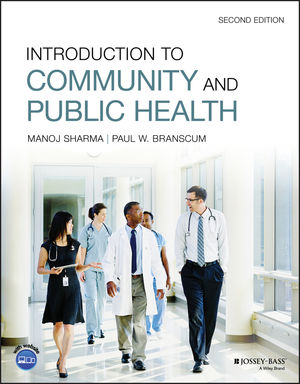 SECOND EDITION
INTRODUCTION TO
COMMUNITY AND
PUBLIC HEALTH
MANOJ SHARMA | PAUL W. BRANSCUM
with website
JOSSEY-BASS
A Wiley Brand